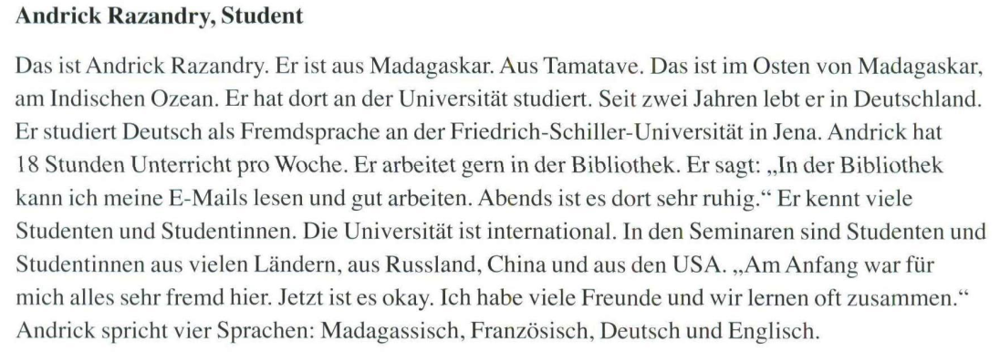 Andrick Razandry, Student
Das ist Andrick Razandry. Er ist aus Madagaskar. Aus Tamatave. Das ist im Osten von Madagaskar,
am Indischen Ozean. Er hat dort an der Universität studiert. Seit zwei Jahren lebt er in Deutschland.
Er studiert Deutsch als Fremdsprache an der Friedrich-Schiller-Universität in Jena. Andrick hat
18 Stunden Unterricht pro Woche. Er arbeitet gern in der Bibliothek. Er sagt: „In der Bibliothek
kann ich meine E-Mails lesen und gut arbeiten. Abends ist es dort sehr ruhig.“ Er kennt viele
Studenten und Studentinnen. Die Universität ist international. In den Seminaren sind Studenten und
Studentinnen aus vielen Ländern, aus Russland, China und aus den USA. „Am Anfang war für
mich alles sehr fremd hier. Jetzt ist es okay. Ich habe viele Freunde und wir lernen oft zusammen.“
Andrick spricht vier Sprachen: Madagassisch, Französisch, Deutsch und Englisch.